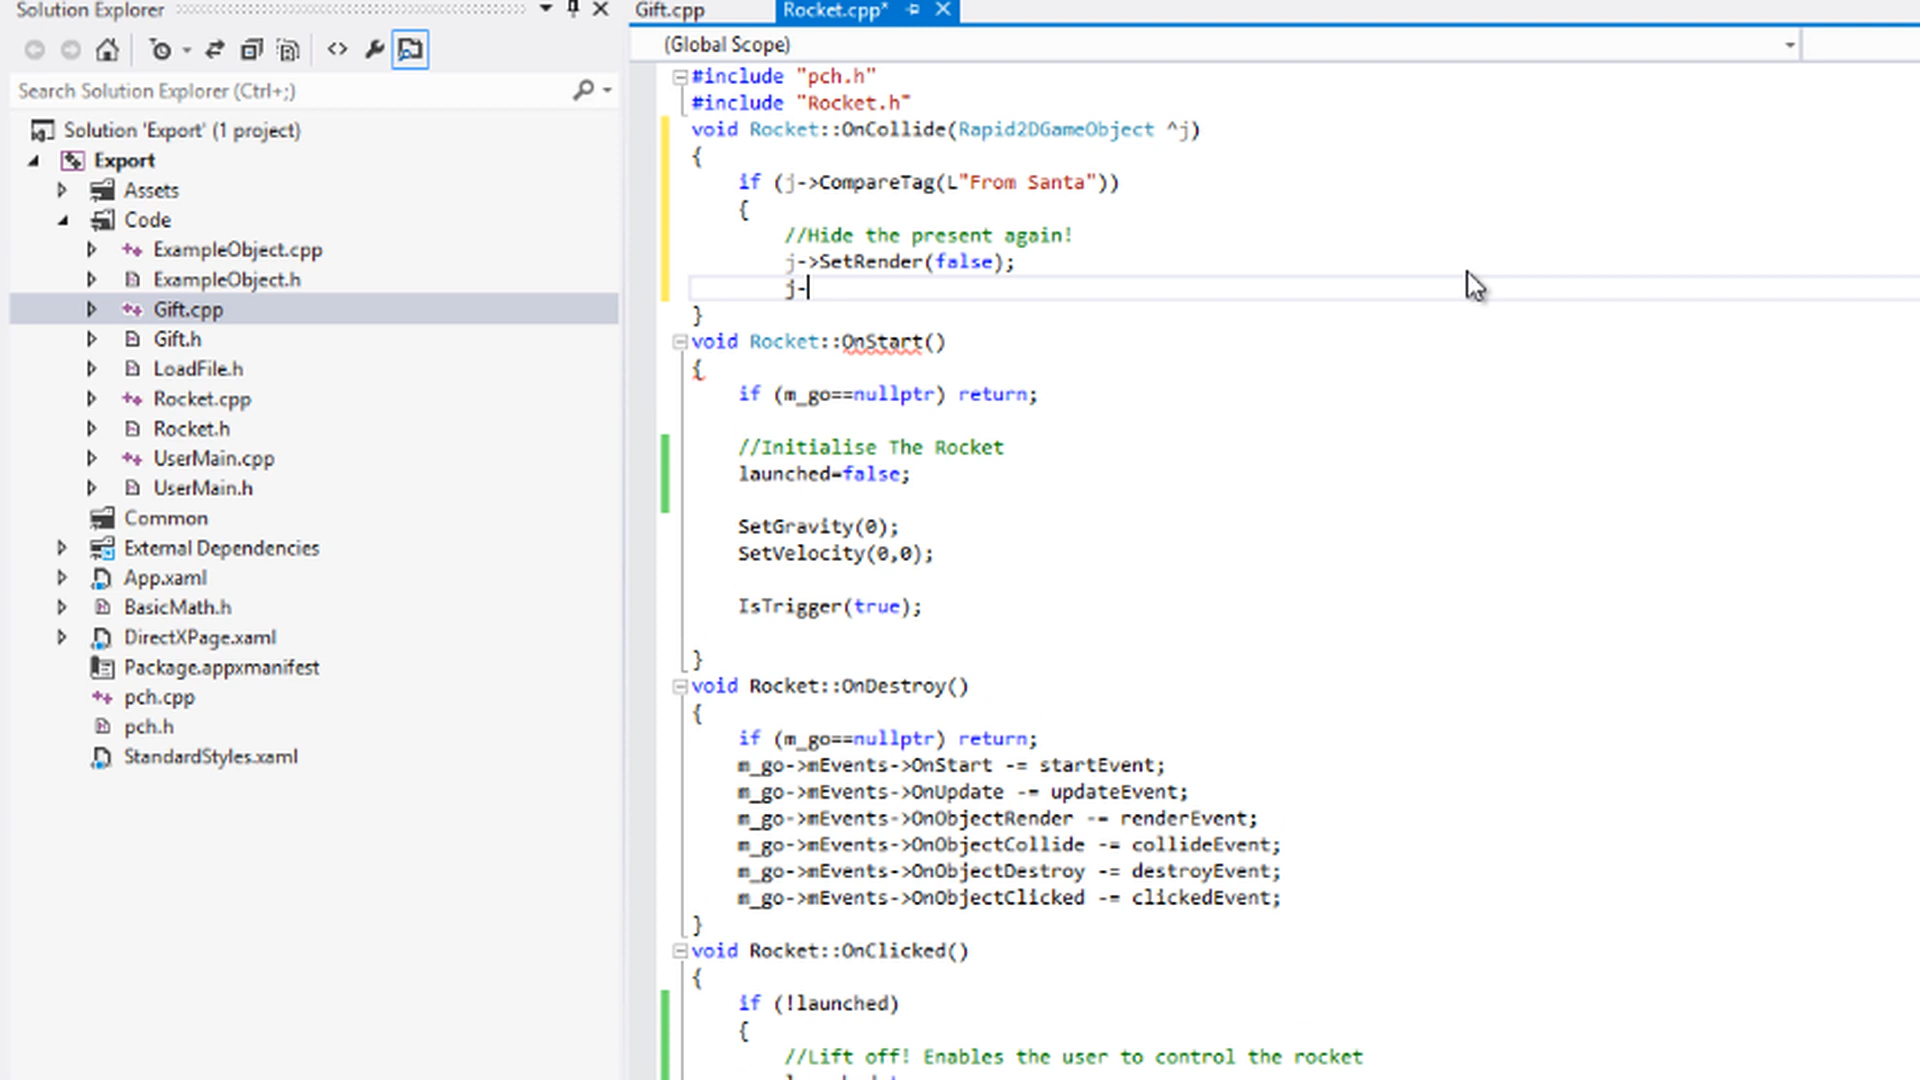 Solution Explorer
Search Solution Explorer (Ctrl+;)
Solution 'Export' (1 project)
Export
Assets
Code
ExampleObject.cpp
ExampleObject.h
Gift.cpp
Gift.h
LoadFile.h
Rocket.cpp
Rocket.h
UserMain.cpp
UserMain.h
Common
External Dependencies
App.xaml
BasicMath.h
DirectXPage.xaml
Package.appxmanifest
pch.cpp
pch.h
StandardStyles.xaml
Gift.cpp
Rocket.cpp*
(Global Scope)
#include "pch.h"
#include "Rocket.h"
void Rocket::OnCollide(Rapid2DGameObject ^j)
{
if (j->CompareTag(L"From Santa"))
{
//Hide the present again!
j->SetRender(false);
j-
}
void Rocket::OnStart()
{
if (m_go==nullptr) return;
//Initialise The Rocket
launched=false;
SetGravity(0);
SetVelocity(0,0);
IsTrigger(true);
}
void Rocket::OnDestroy()
{
if (m_go==nullptr) return;
m_go->mEvents->OnStart -= startEvent;
m_go->mEvents->OnUpdate -= updateEvent;
m_go->mEvents->OnObjectRender -= renderEvent;
m_go->mEvents->OnObjectCollide -= collideEvent;
m_go->mEvents->OnObjectDestroy -= destroyEvent;
m_go->mEvents->OnObjectClicked -= clickedEvent;
}
void Rocket::OnClicked()
{
if (!launched)
{
//Lift off! Enables the user to control the rocket